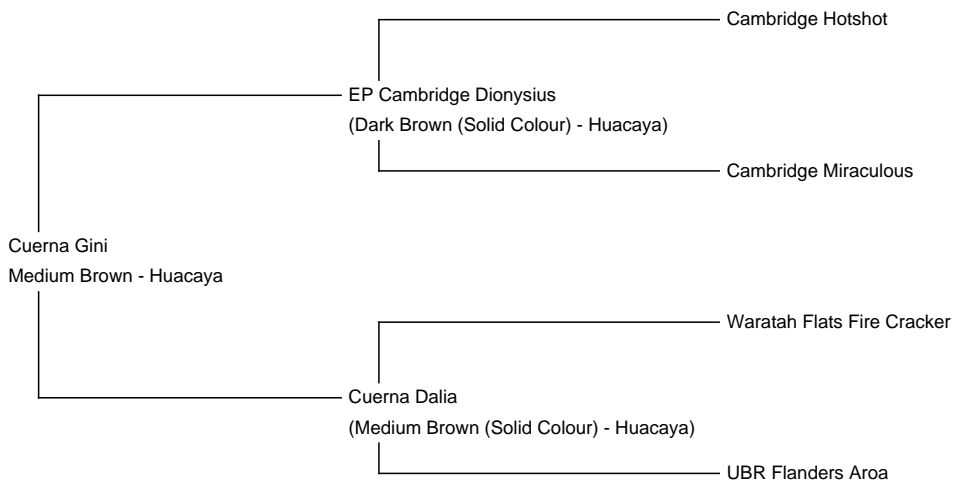 Cambridge Hotshot
EP Cambridge Dionysius
(Dark Brown (Solid Colour) - Huacaya)
Cambridge Miraculous
Cuerna Gini
Medium Brown - Huacaya
Waratah Flats Fire Cracker
Cuerna Dalia
(Medium Brown (Solid Colour) - Huacaya)
UBR Flanders Aroa